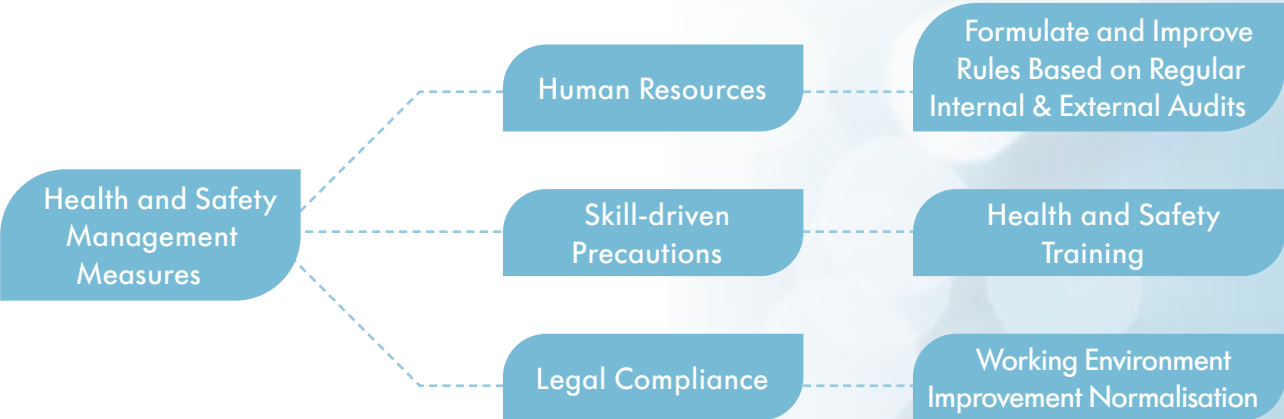 Health and Safety
Management
Measures
Human Resources
Formulate and Improve
Rules Based on Regular
Internal & External Audits
Skill-driven
Precautions
Health and Safety
Training
Legal Compliance
Working Environment
Improvement Normalisation